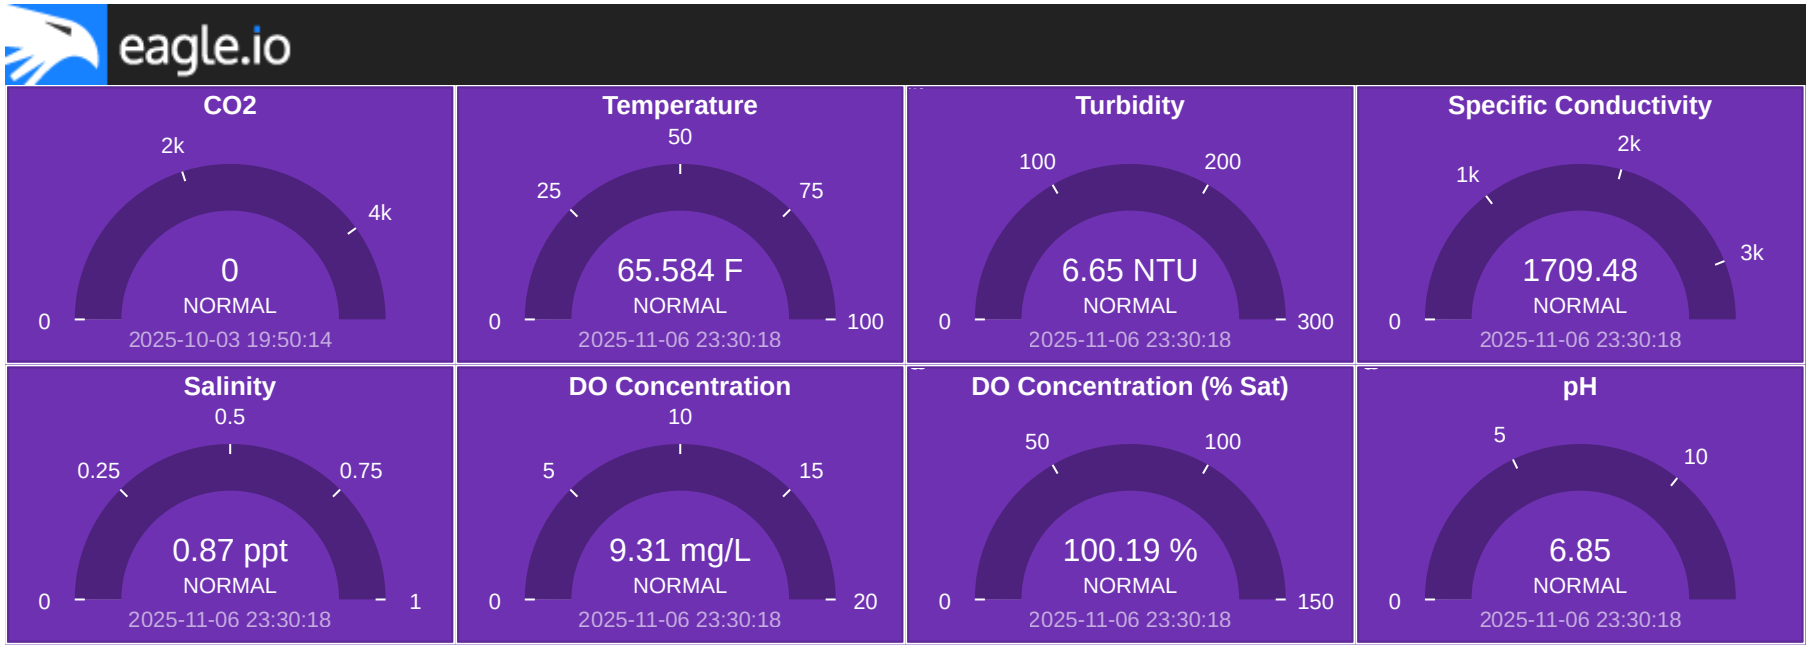 eagle.io
CO2
2k
4k
0
0
NORMAL
2025-10-03 19:50:14
Temperature
50
25
75
65.584 F
NORMAL
0
100
2025-11-06 23:30:18
Turbidity
100
200
6.65 NTU
NORMAL
0
300
2025-11-06 23:30:18
Specific Conductivity
2k
1k
3k
1709.48
NORMAL
0
2025-11-06 23:30:18
Salinity
0.5
0.25
0.75
0.87 ppt
NORMAL
0
1
2025-11-06 23:30:18
DO Concentration
10
5
15
9.31 mg/L
NORMAL
0
20
2025-11-06 23:30:18
DO Concentration (% Sat)
50
100
100.19 %
NORMAL
0
150
2025-11-06 23:30:18
pH
5
10
6.85
NORMAL
0
2025-11-06 23:30:18